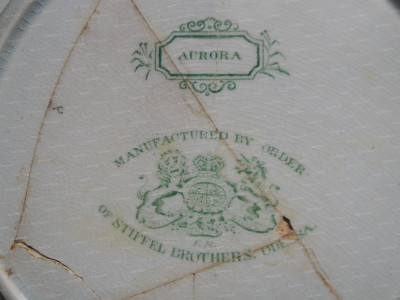 AURORA
MANUFACTURED BY ORDER
F.M.
OF STIFFEL BROTHERS,